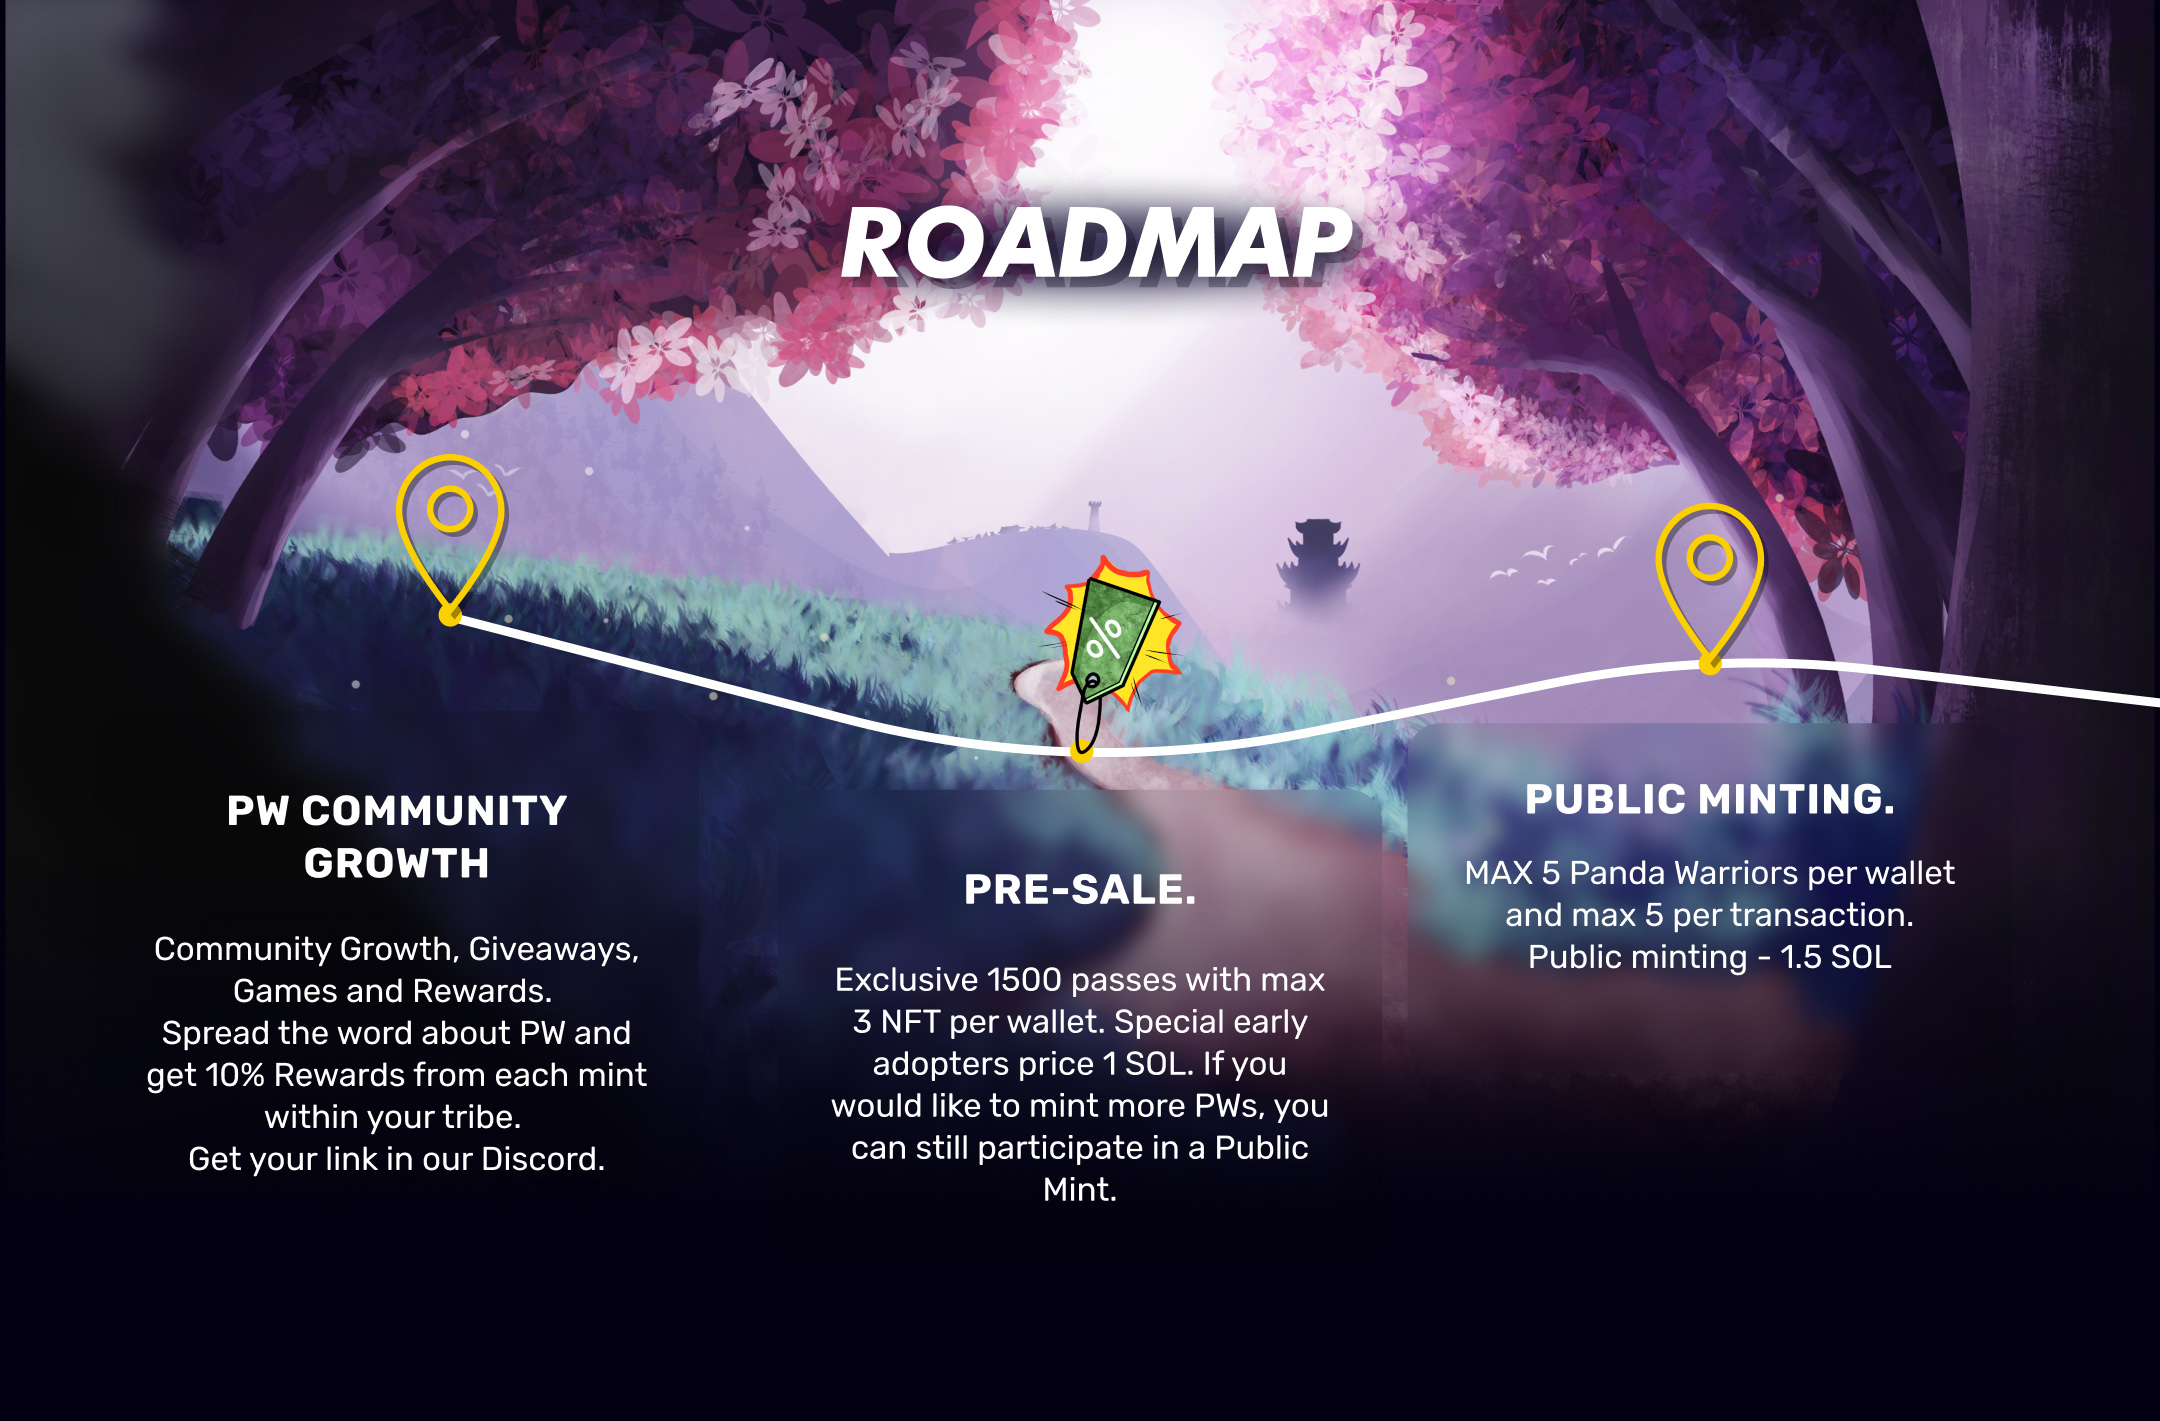 ROADMAP
PW COMMUNITY
GROWTH
Community Growth, Giveaways,
Games and Rewards.
Spread the word about PW and
get 10% Rewards from each mint
within your tribe.
Get your link in our Discord.
%
PRE-SALE.
Exclusive 1500 passes with max
3 NFT per wallet. Special early
adopters price 1 SOL. If you
would like to mint more PWs, you
can still participate in a Public
Mint.
PUBLIC MINTING.
MAX 5 Panda Warriors per wallet
and max 5 per transaction.
Public minting - 1.5 SOL